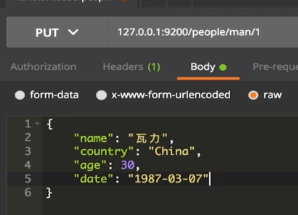 PUT 127.0.0.1:9200/people/man/1
Authorization Headers (1) Body Pre-reque
form-data x-www-form-urlencoded raw
1 {
2 "name": "瓦力",
3 "country": "China",
4 "age": 30,
5 "date": "1987-03-07"
6 }